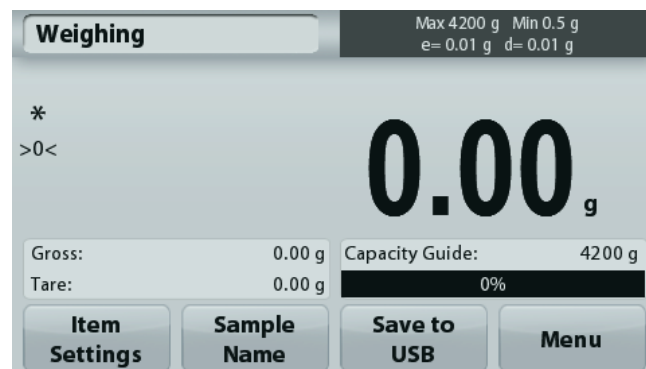 Weighing
Max 4200 g Min 0.5 g
e= 0.01 g d= 0.01 g
*
>0<
0.00 g
Gross: 0.00 g
Tare: 0.00 g
Capacity Guide: 4200 g
0%
Item
Settings
Sample
Name
Save to
USB
Menu